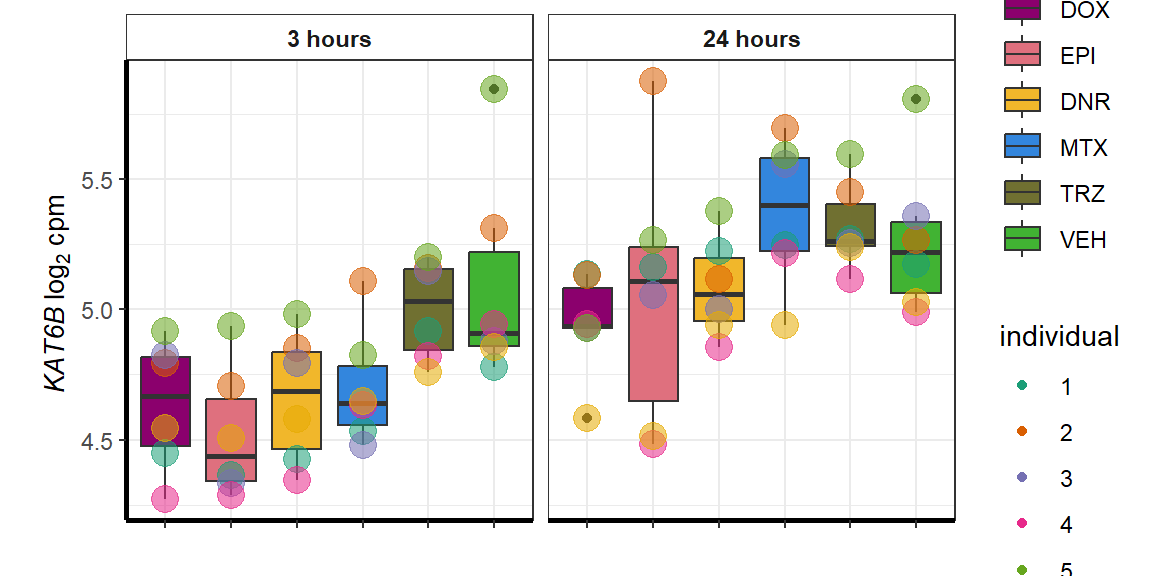 3 hours
24 hours
5.5
5.0
4.5
KAT6B log2 cpm
DOX
EPI
DNR
MTX
TRZ
VEH
individual
1
2
3
4
5